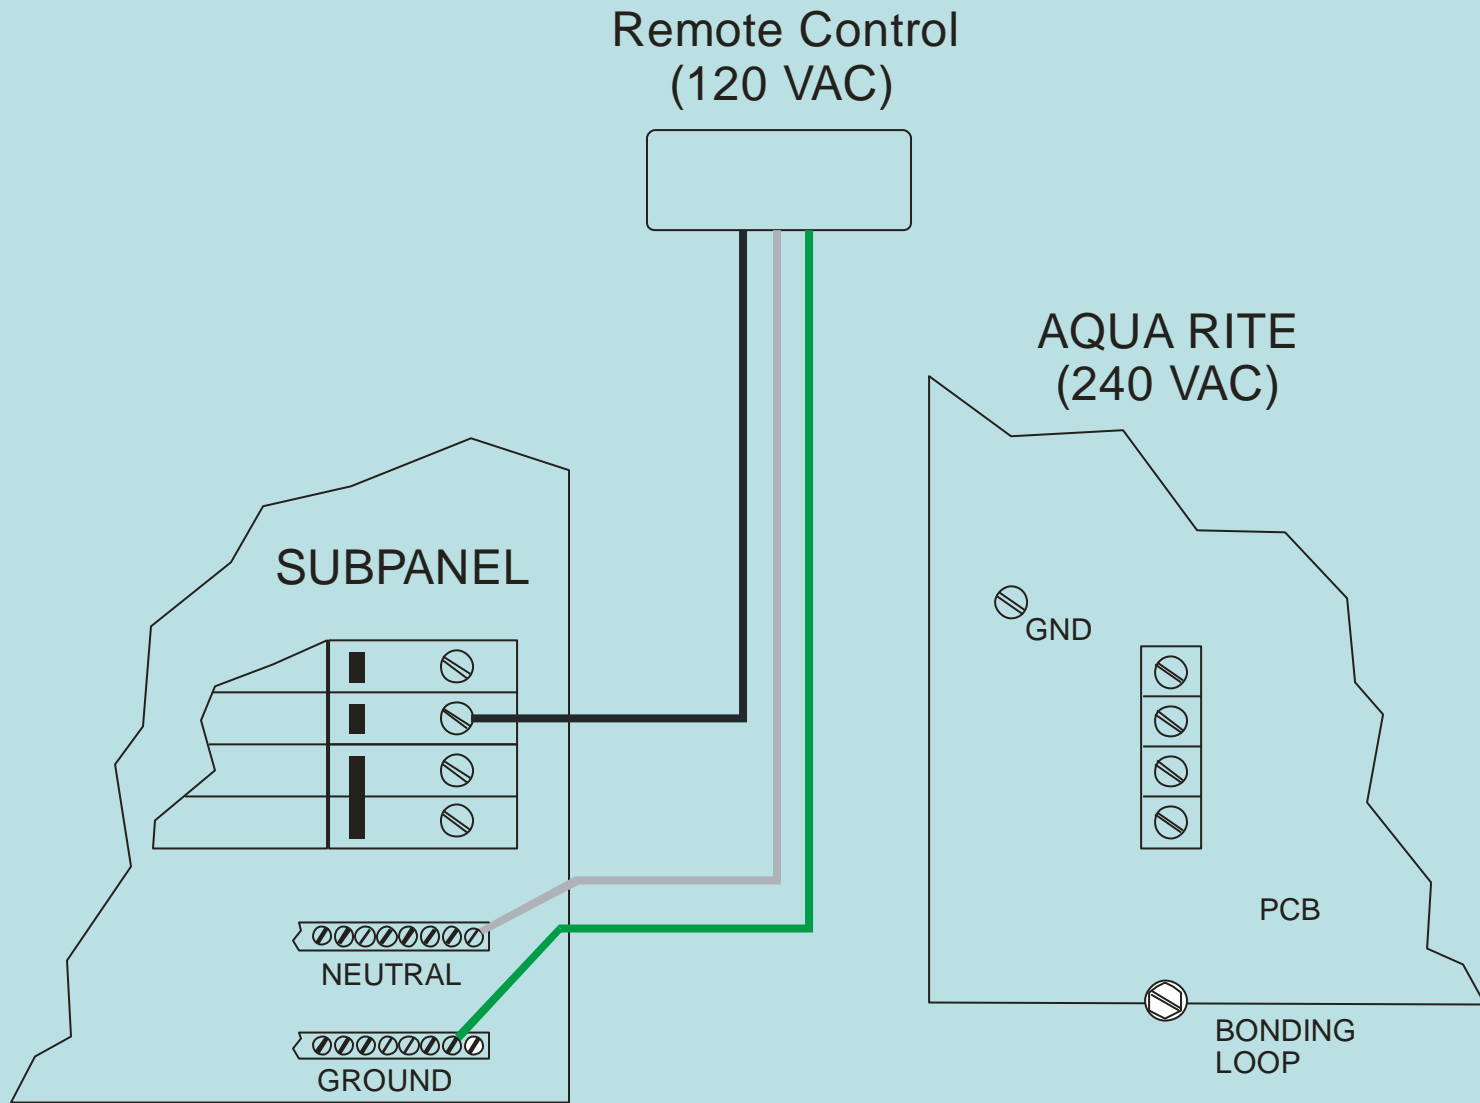 Remote Control
(120 VAC)
AQUA RITE
(240 VAC)
SUBPANEL
GND
PCB
NEUTRAL
BONDING
LOOP
GROUND